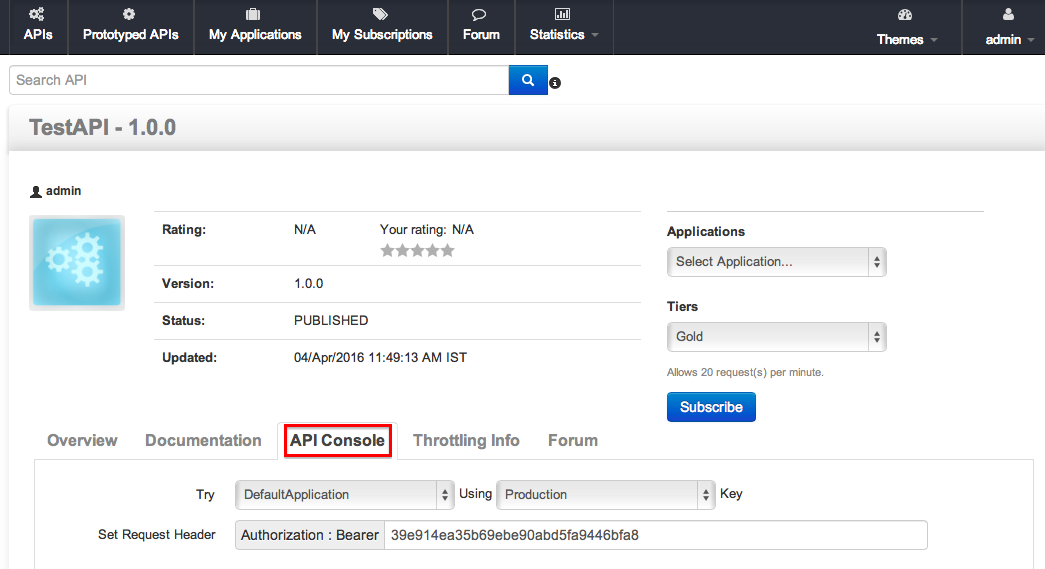 APIs Prototyped APIs My Applications My Subscriptions Forum Statistics Themes admin
Search API
TestAPI - 1.0.0
admin
Rating: N/A Your rating: N/A
Version: 1.0.0
Status: PUBLISHED
Updated: 04/Apr/2016 11:49:13 AM IST
Applications
Select Application...
Tiers
Gold
Allows 20 request(s) per minute.
Subscribe
Overview Documentation API Console Throttling Info Forum
Try DefaultApplication Using Production Key
Set Request Header Authorization : Bearer 39e914ea35b69ebe90abd5fa9446bfa8